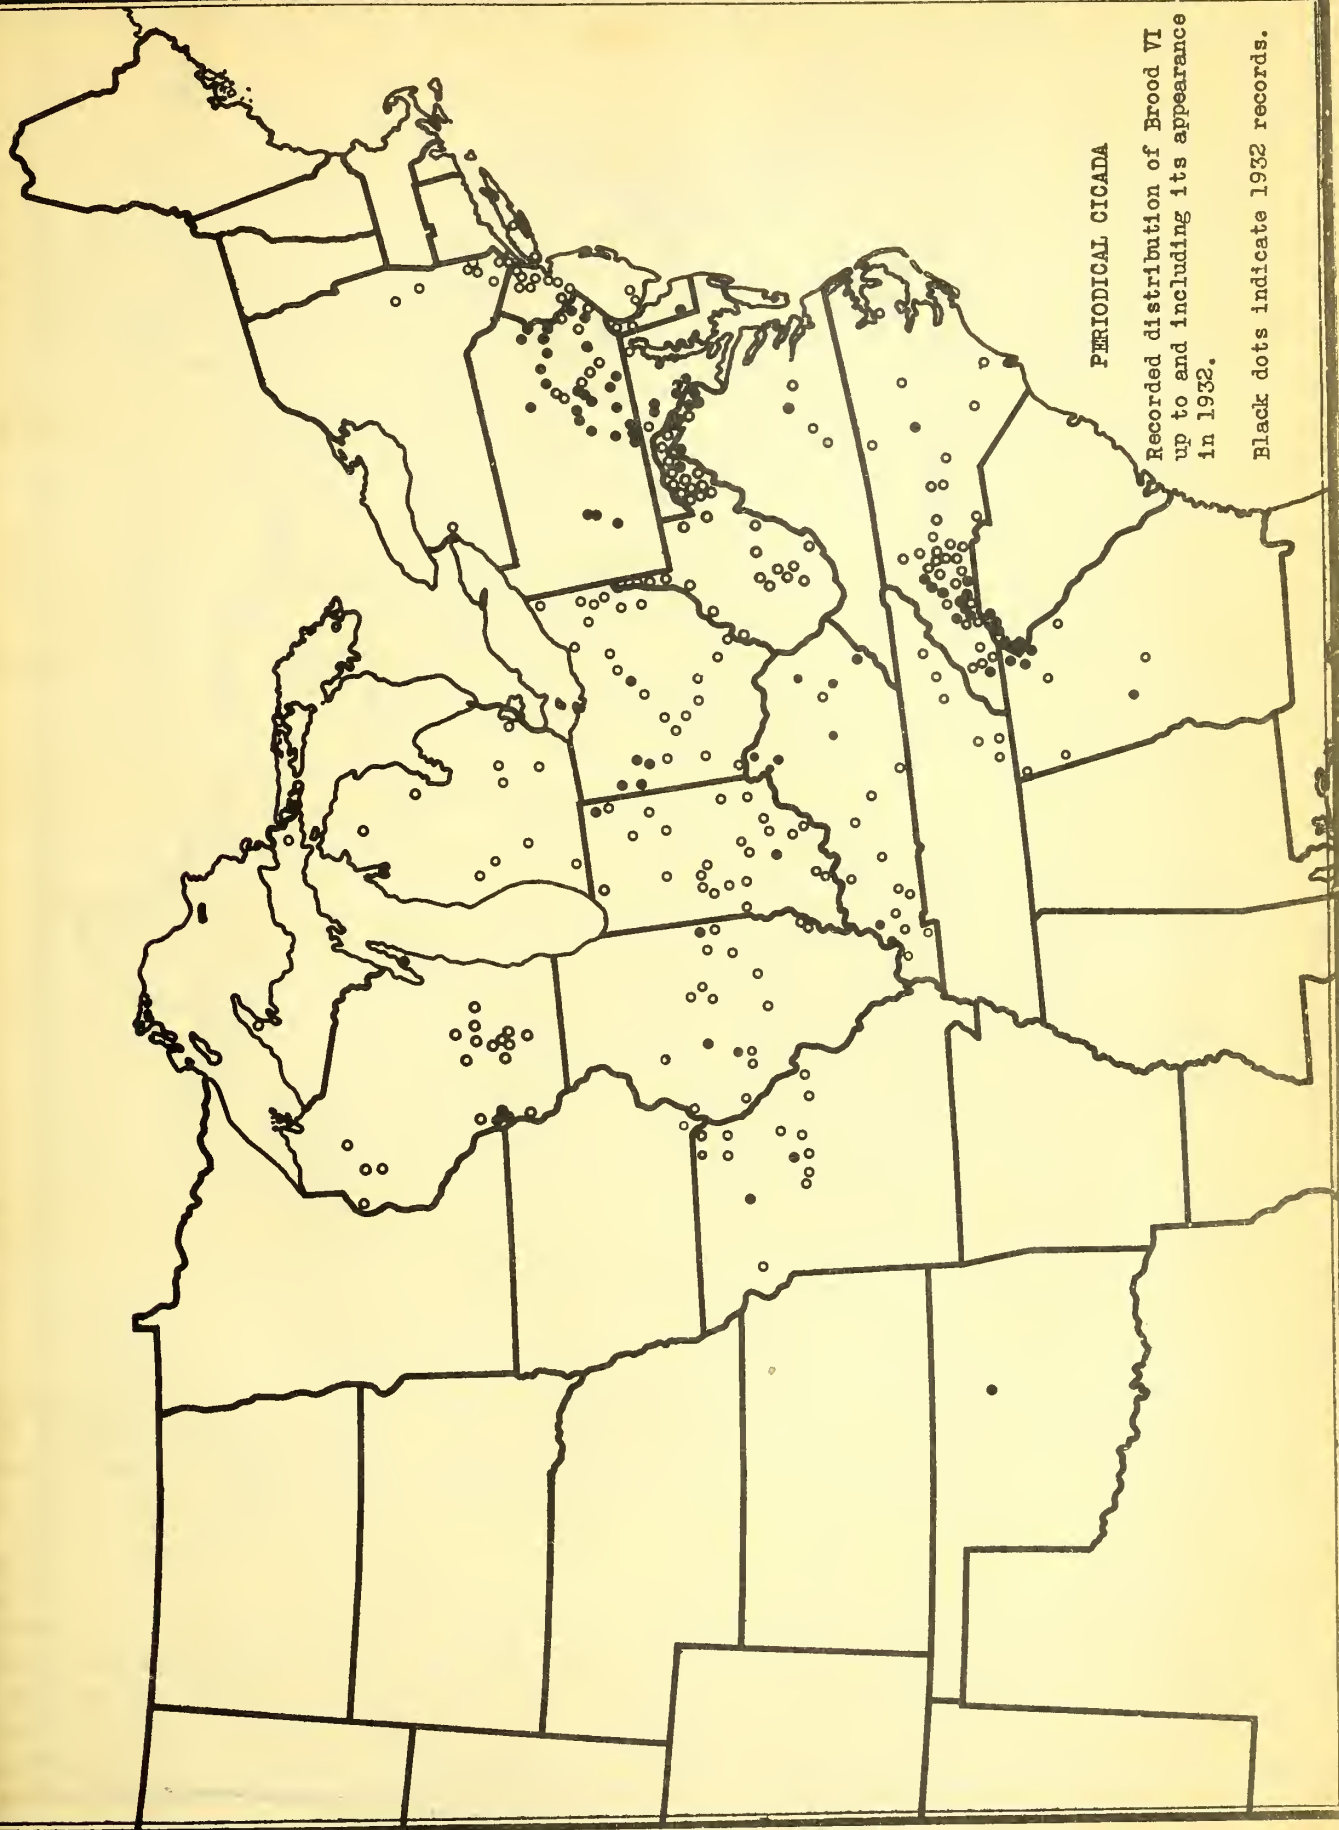 PERIODICAL CICADA
Recorded distribution of Brood VI
up to and including its appearance
in 1932.
Black dots indicate 1932 records.